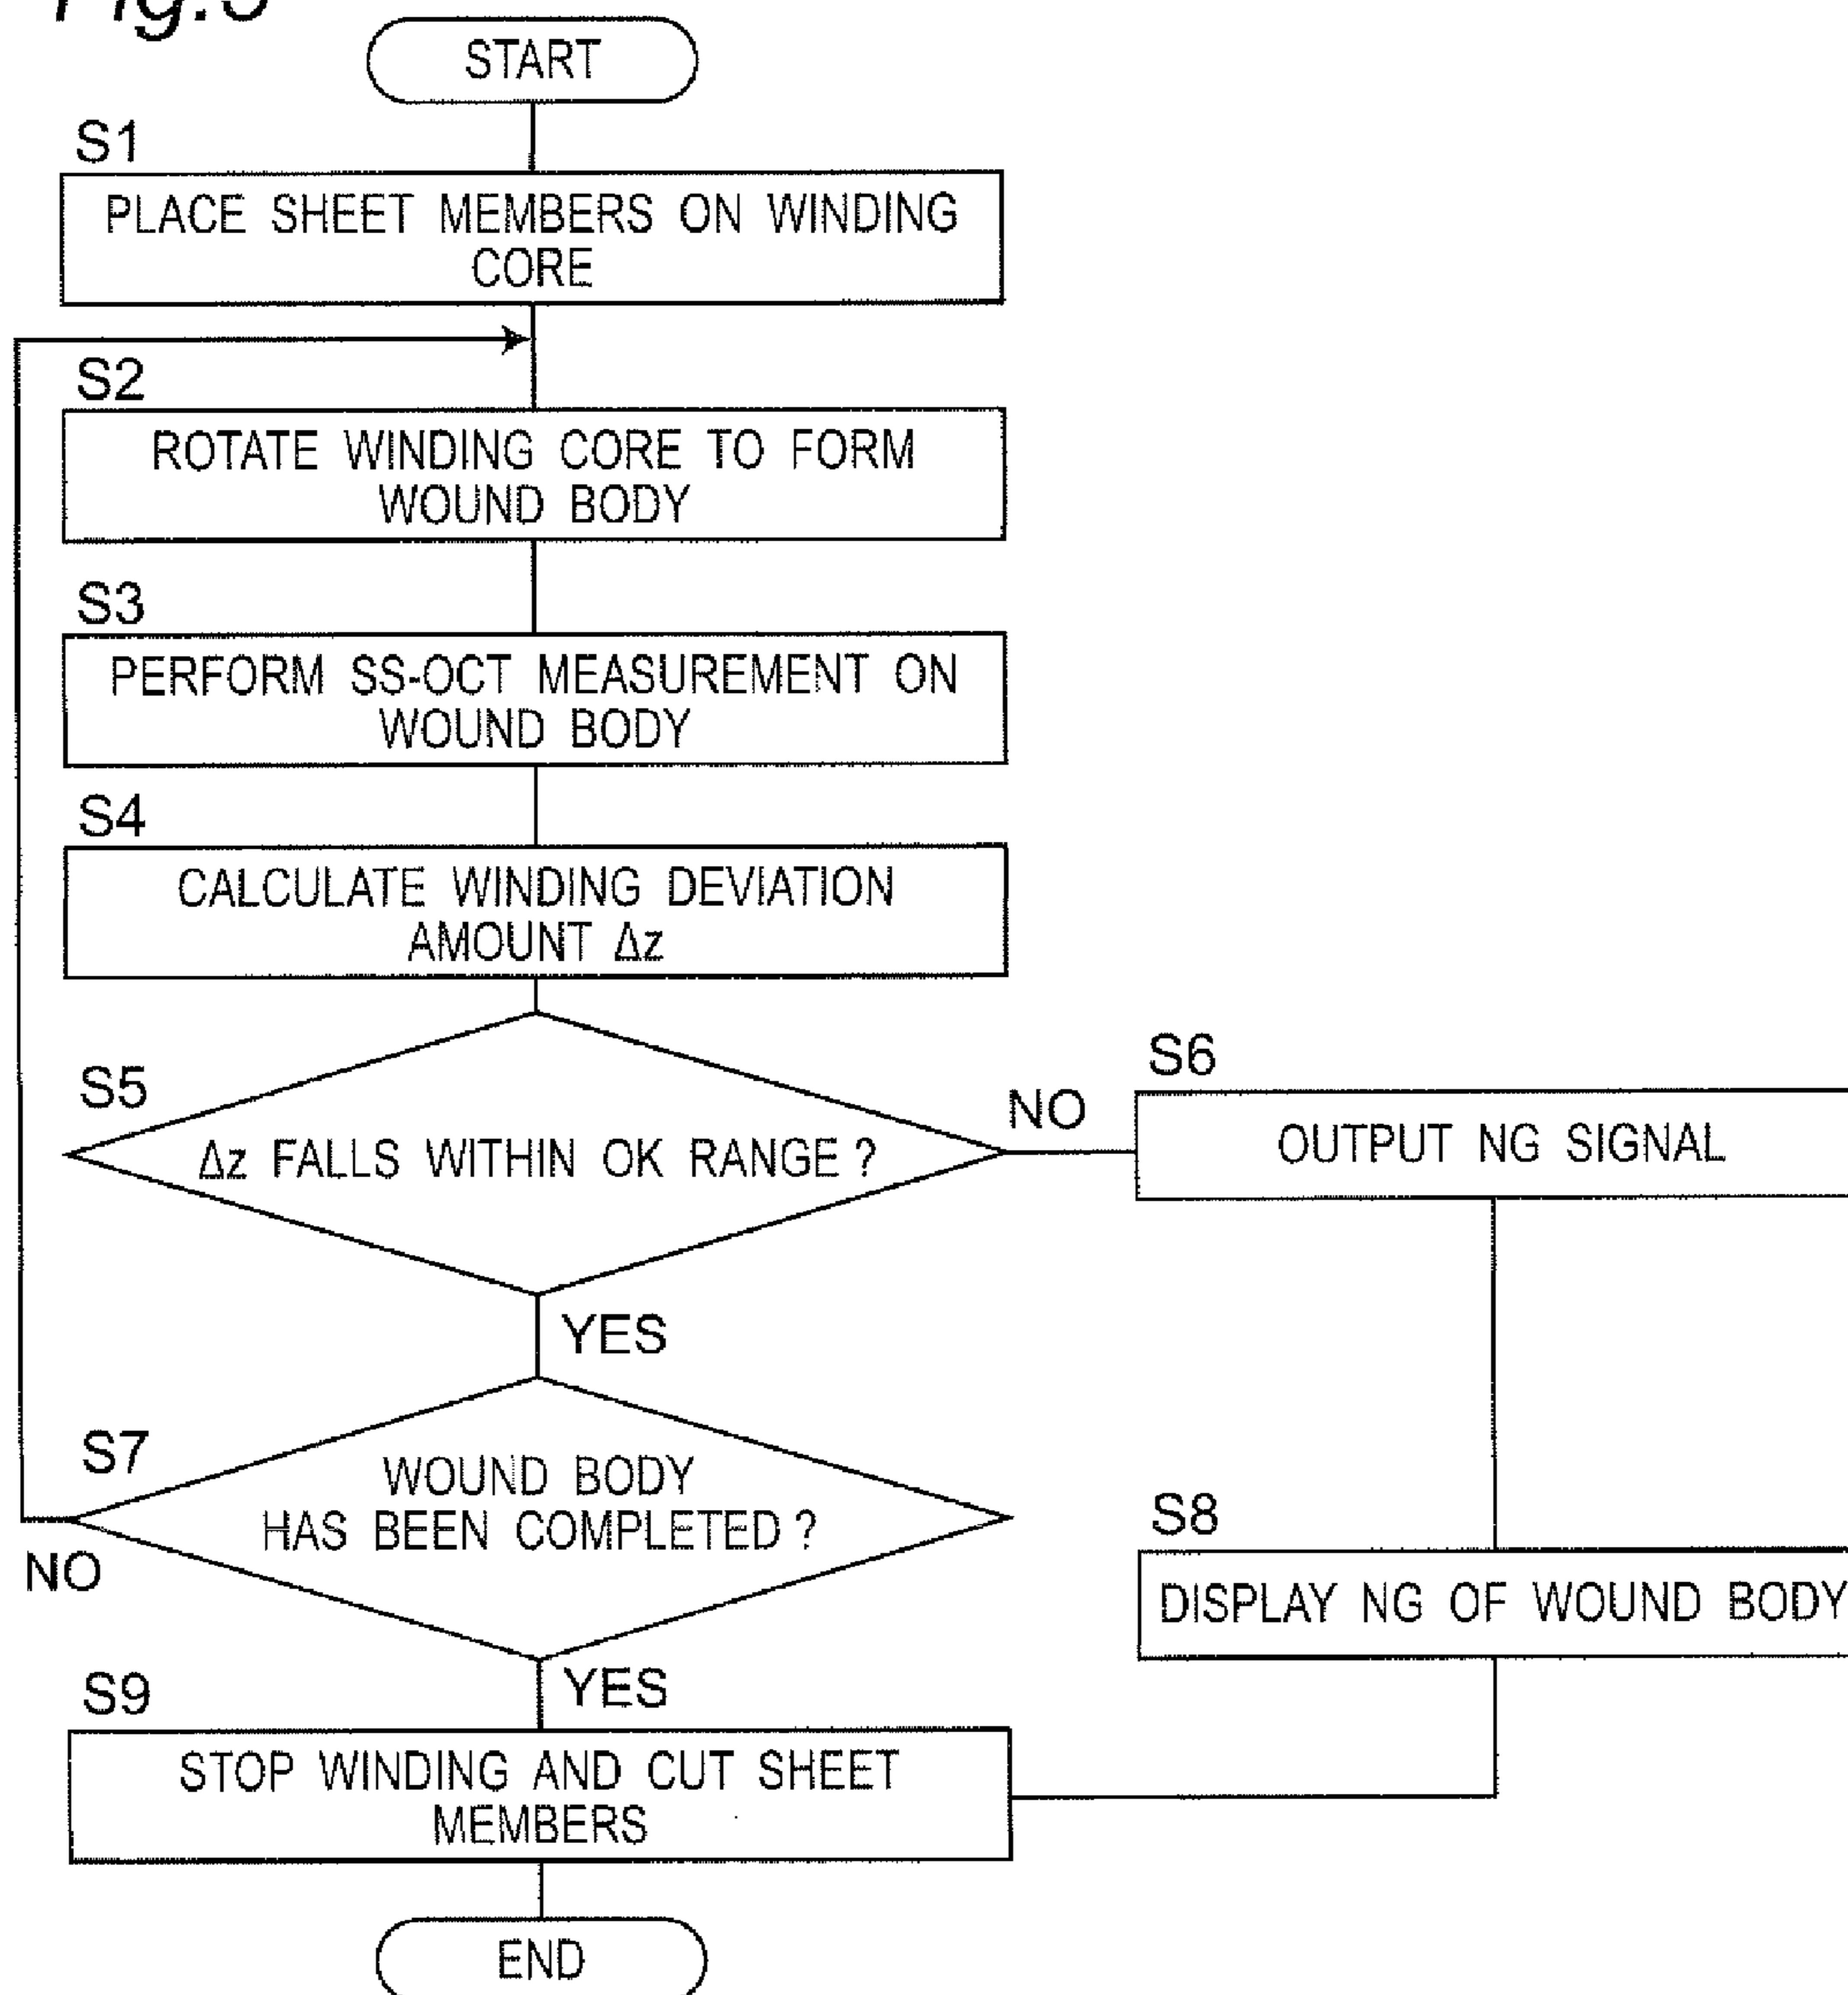 START
S1
PLACE SHEET MEMBERS ON WINDING
CORE
S2
ROTATE WINDING CORE TO FORM
WOUND BODY
S3
PERFORM SS-OCT MEASUREMENT ON
WOUND BODY
S4
CALCULATE WINDING DEVIATION
AMOUNT Δz
S5
Δz FALLS WITHIN OK RANGE ?
NO
S6
OUTPUT NG SIGNAL
YES
S7
WOUND BODY
HAS BEEN COMPLETED ?
NO
S8
DISPLAY NG OF WOUND BODY
YES
S9
STOP WINDING AND CUT SHEET
MEMBERS
END